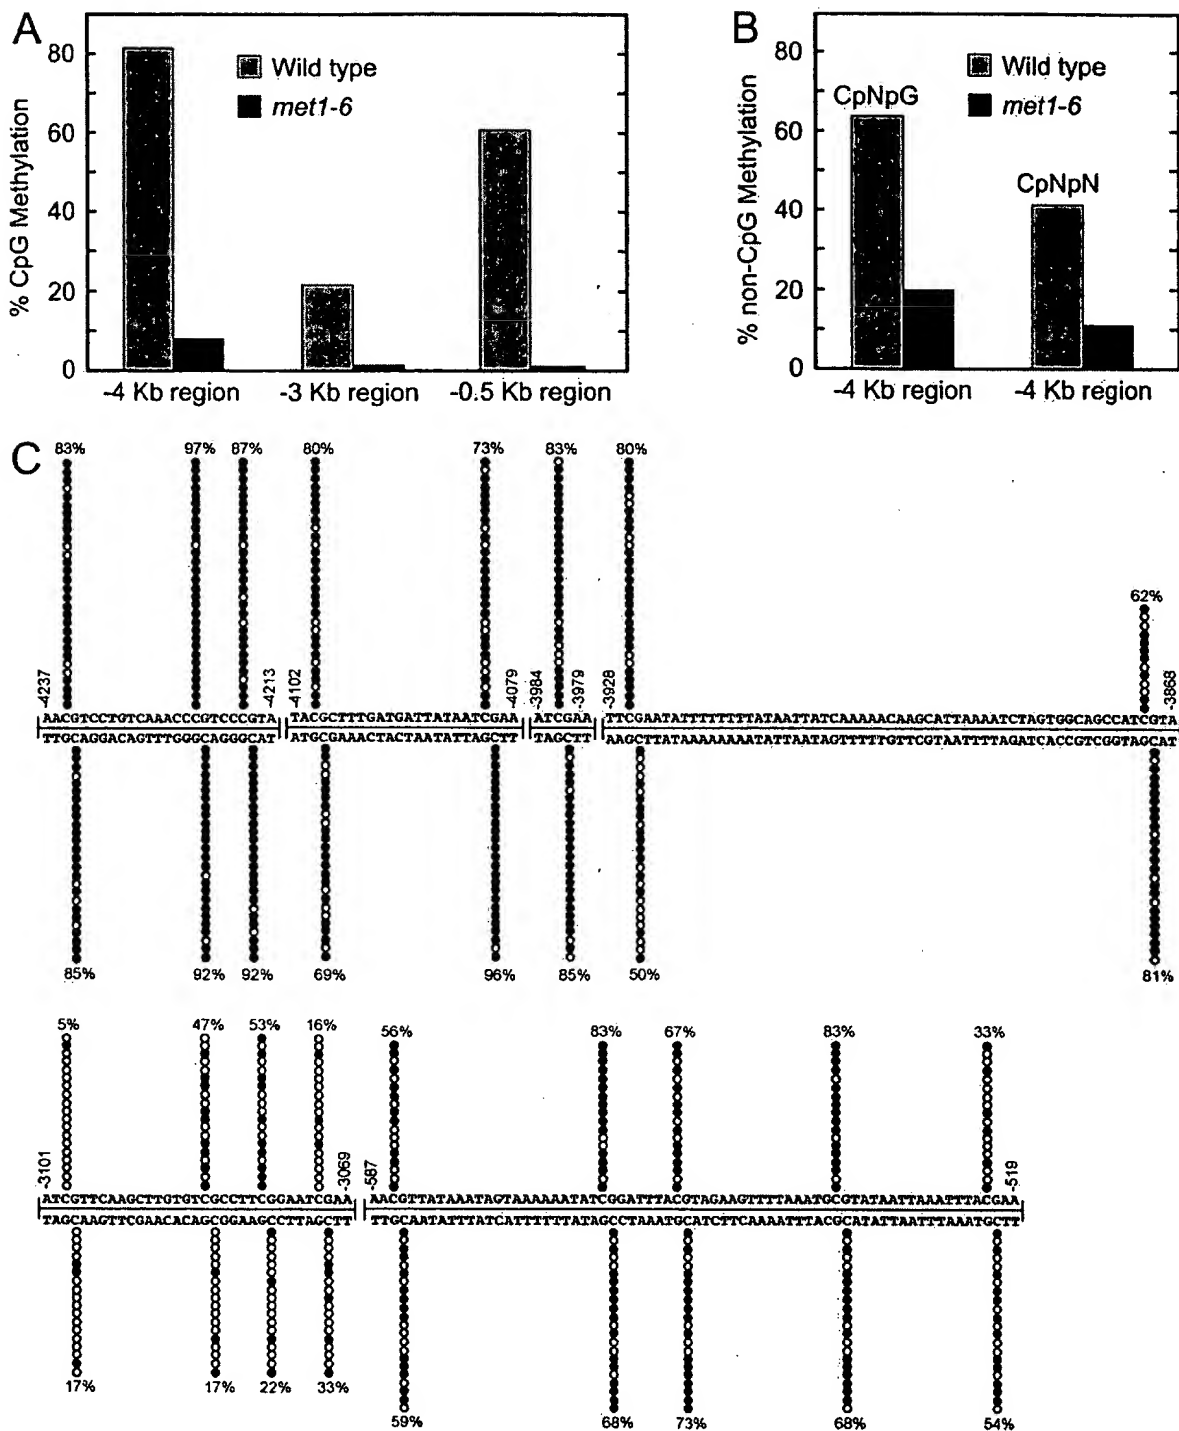 A
% CpG Methylation
80
60
40
20
0
Wild type
met1-6
-4 Kb region
-3 Kb region
-0.5 Kb region
B
% non-CpG Methylation
80
60
40
20
0
Wild type
met1-6
CpNpG
CpNpN
-4 Kb region
-4 Kb region
C
83% 97% 87% 80% 73% 83% 80% 62%
-4237 -4213 -4102 -4079 -3984 -3979 -3928 -3868
AACGTCCTGTCAAACCCGTCCCGTA TACGCTTTGATGATTATAATCGAA ATCGAA TTCGAATATTTTTTTTATAATTATCAAAAACAAGCATTAAAATCTAGTGGCAGCCATCGTA
TTGCAGGACAGTTTGGGCAGGGCAT ATGCGAAACTACTAATATTAGCTT TAGCTT AAGCTTATAAAAAAAATATTAATAGTTTTTGTTCGTAATTTTAGATCACCGTCGGTAGCAT
85% 92% 92% 69% 96% 85% 50% 81%
5% 47% 53% 16% 56% 83% 67% 83% 33%
-3101 -3069 -587 -519
ATCGTTCAAGCTTGTGTCGCCTTCGGAATCGAA AACGTTATAAATAGTAAAAAATATCGGATTTACGTAGAAGTTTTAAATGCGTATAATTAAATTTACGAA
TAGCAAGTTCGAACACAGCGGAAGCCTTAGCTT TTGCAATATTTATCATTTTTTATAGCCTAAATGCATCTTCAAAATTTACGCATATTAATTTAAATGCTT
17% 17% 22% 33% 59% 68% 73% 68% 54%